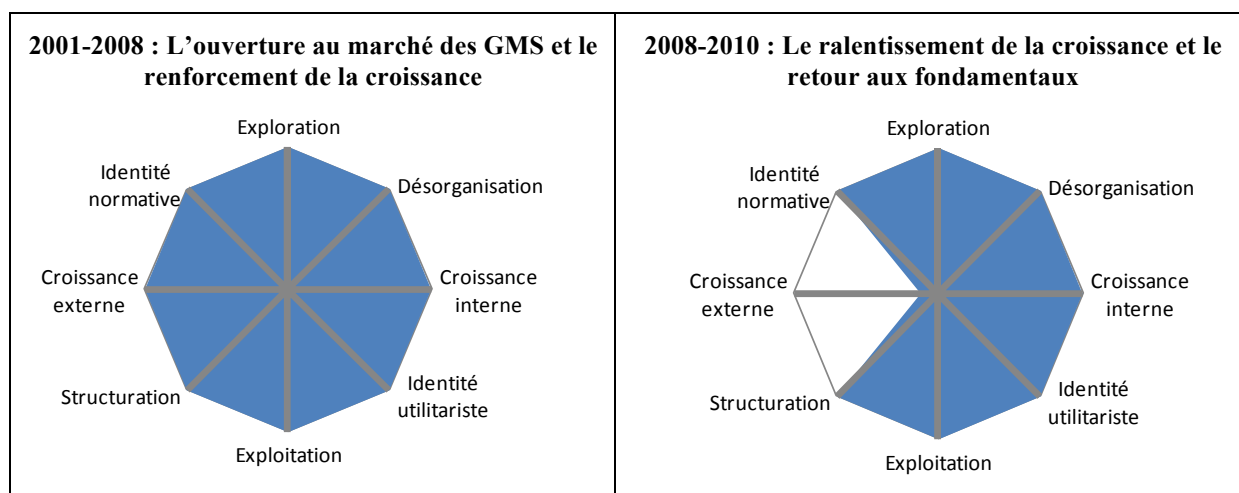 2001-2008 : L’ouverture au marché des GMS et le
renforcement de la croissance
Exploration
Identité
normative
Désorganisation
Croissance
externe
Croissance
interne
Structuration
Identité
utilitariste
Exploitation
2008-2010 : Le ralentissement de la croissance et le
retour aux fondamentaux
Exploration
Identité
normative
Désorganisation
Croissance
externe
Croissance
interne
Structuration
Identité
utilitariste
Exploitation